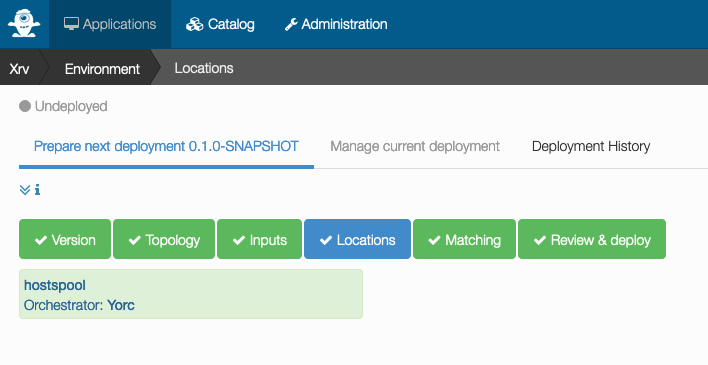 Applications Catalog Administration
Xrv Environment Locations
Undeployed
Prepare next deployment 0.1.0-SNAPSHOT Manage current deployment Deployment History
Version Topology Inputs Locations Matching Review & deploy
hostspool
Orchestrator: Yorc